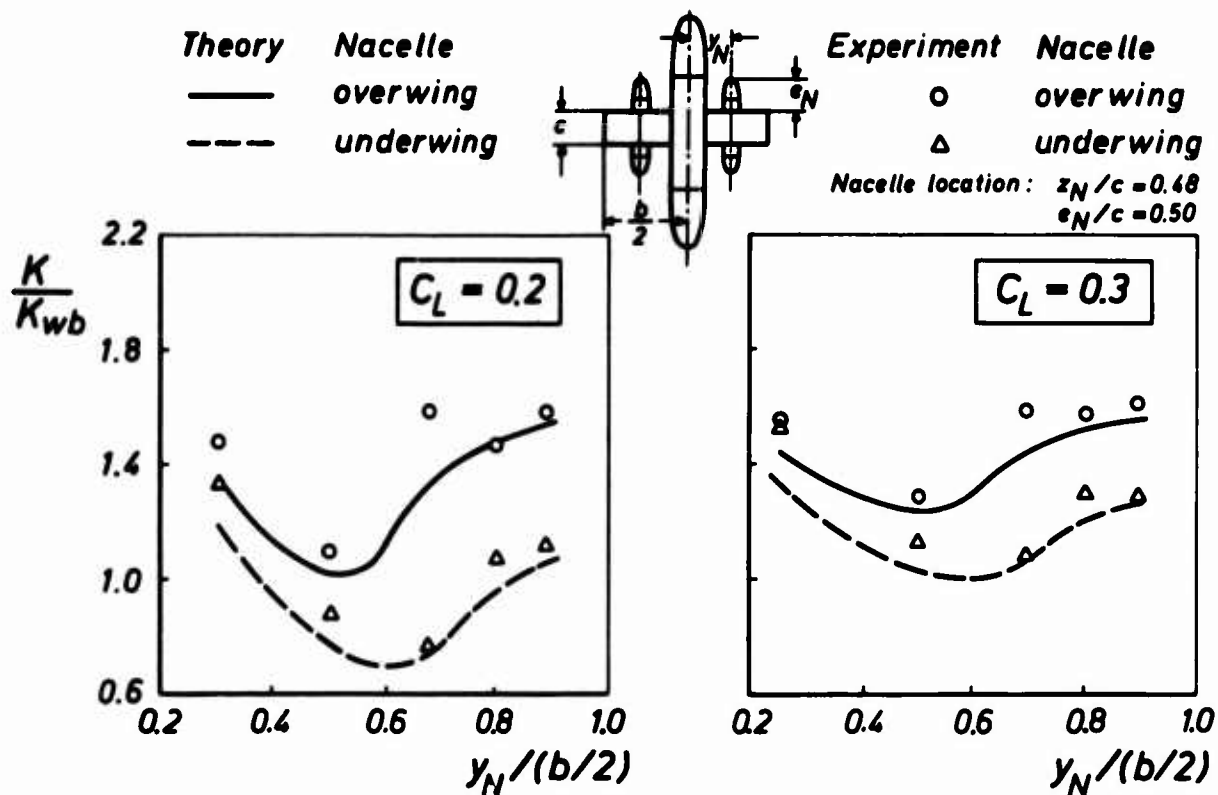 Theory Nacelle
overwing
underwing
y_N
e_N
c
b
2
Experiment Nacelle
overwing
underwing
Nacelle location: z_N/c = 0.48
e_N/c = 0.50
K
K_wb
2.2
1.8
1.4
1.0
0.6
C_L = 0.2
0.2 0.4 0.6 0.8 1.0
y_N/(b/2)
C_L = 0.3
0.2 0.4 0.6 0.8 1.0
y_N/(b/2)